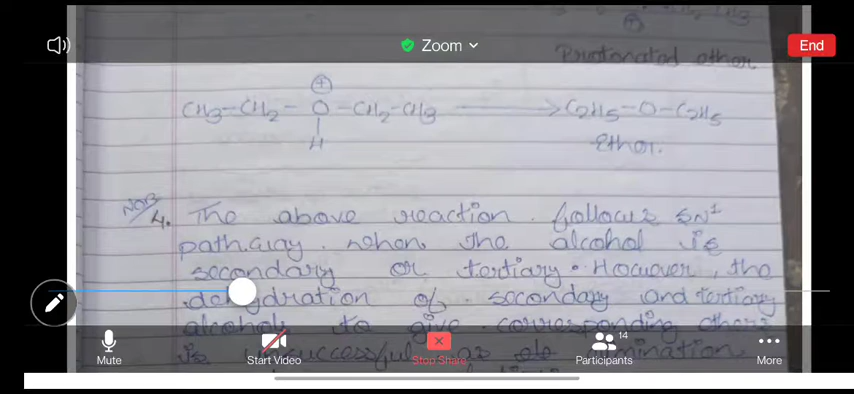 Zoom
End
Protonated ether
⊕
CH3-CH2-O-CH2-CH3 → C2H5-O-C2H5
H
Ether.
4. The above reaction follows SN1
pathway when the alcohol is
secondary or tertiary. However, the
dehydration of secondary and tertiary
alcohols to give corresponding ethers
is unsuccessful as elimination
Mute
Start Video
Stop Share
14
Participants
More